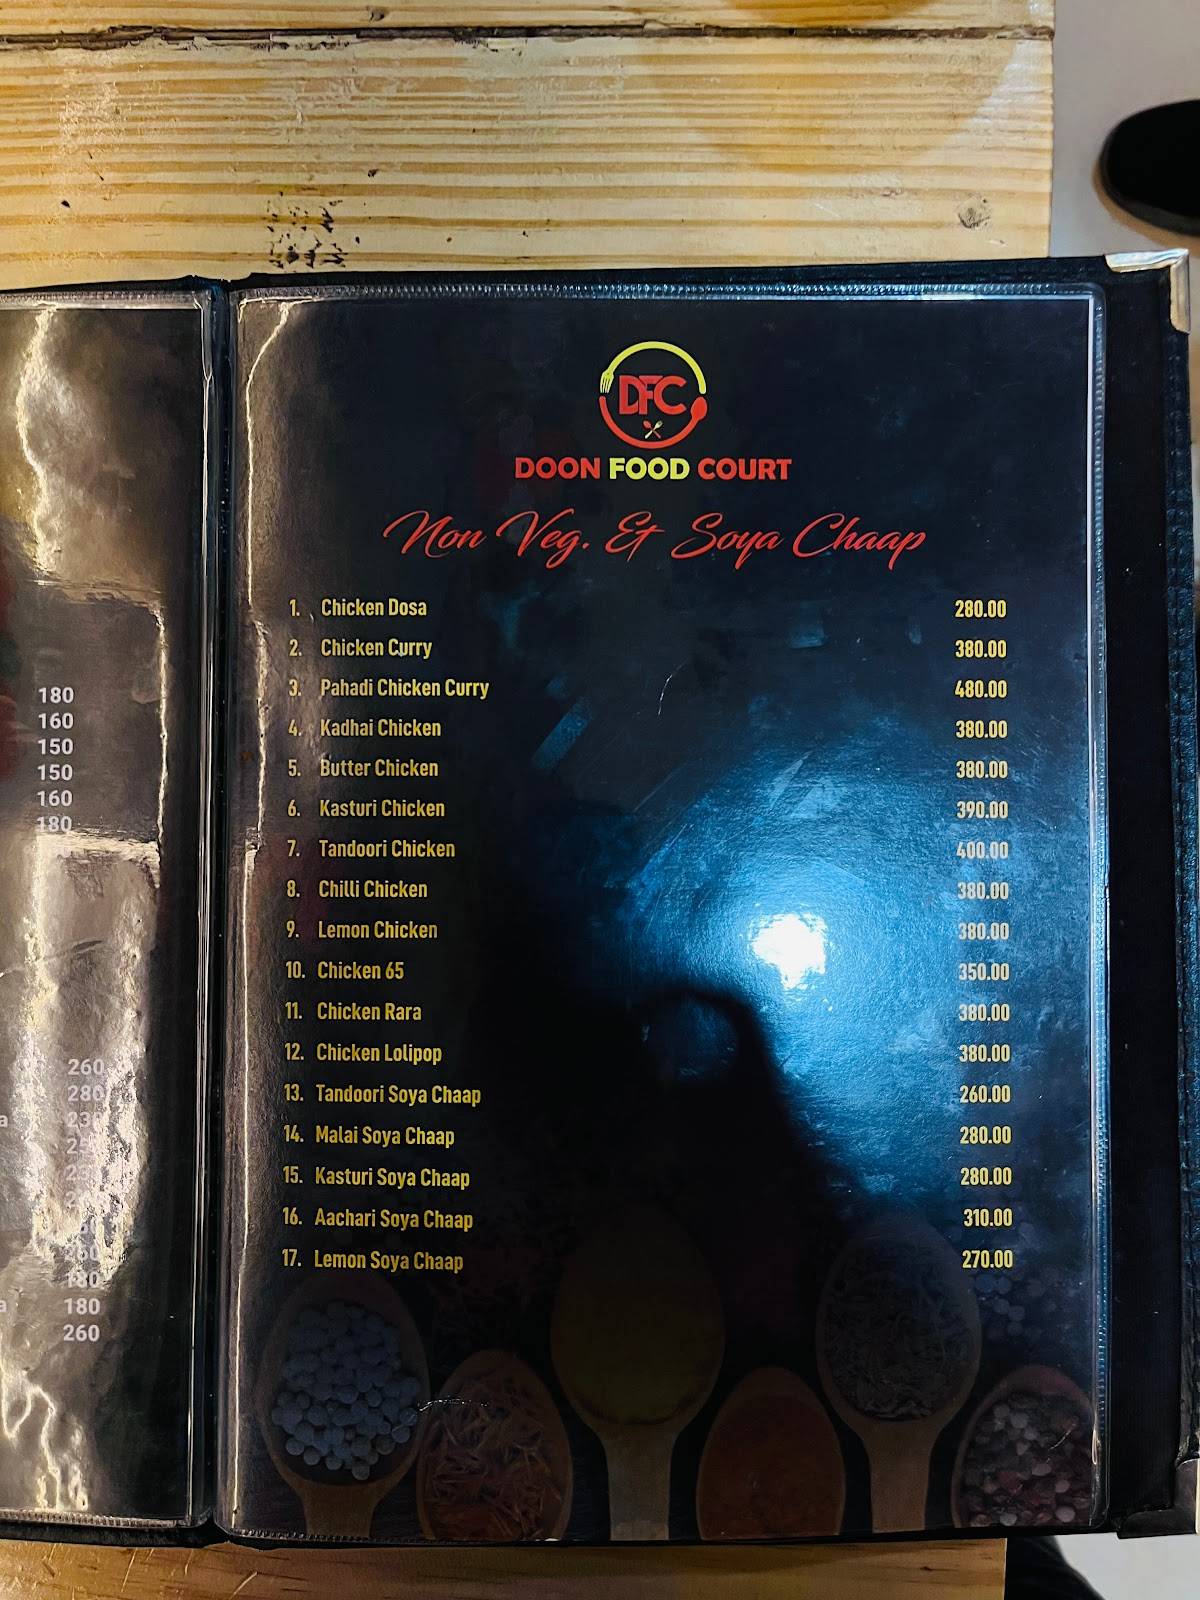 180
160
150
150
160
180
260
280
180
180
260
DFC
DOON FOOD COURT
Non Veg. & Soya Chaap
1. Chicken Dosa 280.00
2. Chicken Curry 380.00
3. Pahadi Chicken Curry 480.00
4. Kadhai Chicken 380.00
5. Butter Chicken 380.00
6. Kasturi Chicken 390.00
7. Tandoori Chicken 400.00
8. Chilli Chicken 380.00
9. Lemon Chicken 380.00
10. Chicken 65 350.00
11. Chicken Rara 380.00
12. Chicken Lolipop 380.00
13. Tandoori Soya Chaap 260.00
14. Malai Soya Chaap 280.00
15. Kasturi Soya Chaap 280.00
16. Aachari Soya Chaap 310.00
17. Lemon Soya Chaap 270.00